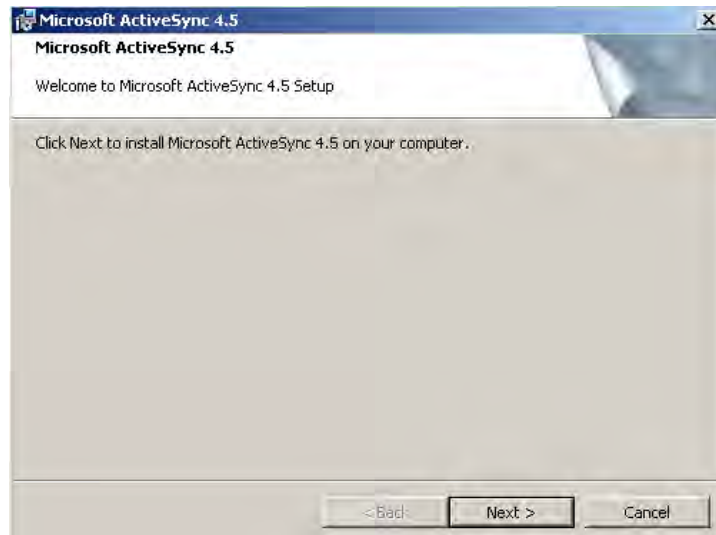 Microsoft ActiveSync 4.5
Microsoft ActiveSync 4.5
Welcome to Microsoft ActiveSync 4.5 Setup
Click Next to install Microsoft ActiveSync 4.5 on your computer.
< Back Next > Cancel